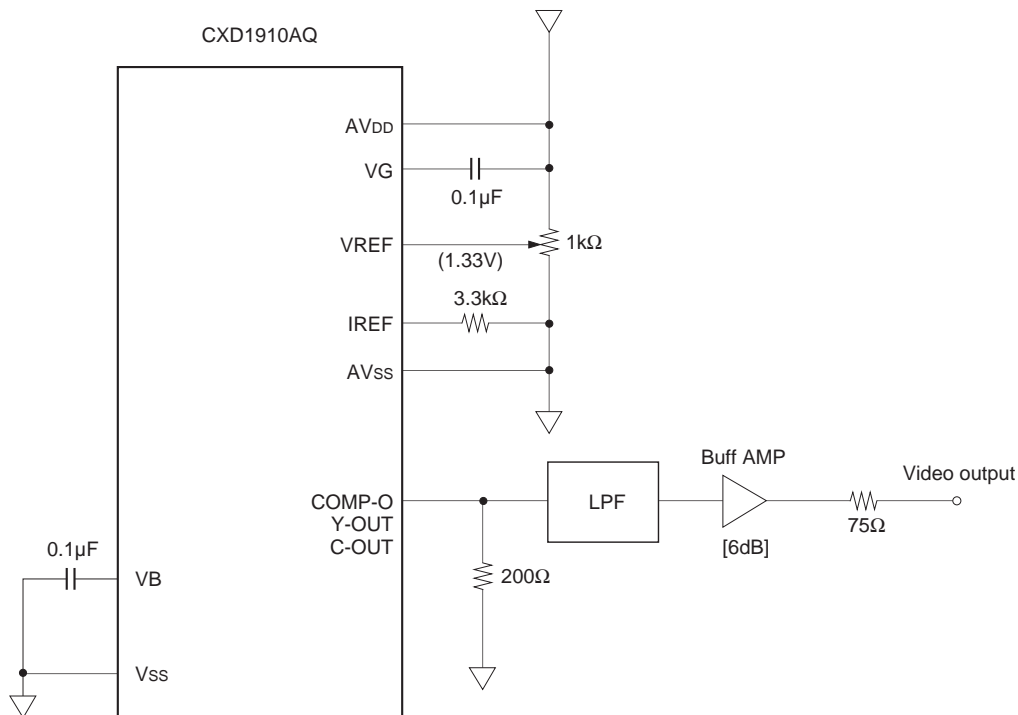 CXD1910AQ
AVDD
VG
0.1μF
VREF
1kΩ
(1.33V)
3.3kΩ
IREF
AVSS
Buff AMP
Video output
COMP-O
LPF
Y-OUT
75Ω
C-OUT
[6dB]
0.1μF
VB
200Ω
VSS